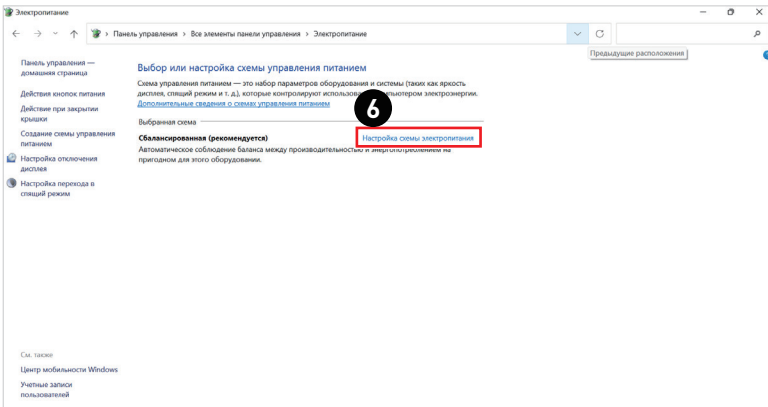 Электропитание
Панель управления > Все элементы панели управления > Электропитание
Предыдущие расположения
Панель управления —
домашняя страница
Действия кнопок питания
Действие при закрытии
крышки
Создание схемы управления
питанием
Настройка отключения
дисплея
Настройка перехода в
спящий режим
Выбор или настройка схемы управления питанием
Схема управления питанием — это набор параметров оборудования и системы (таких как яркость
дисплея, спящий режим и т. д.), которые контролируют использов мпьютером электроэнергии.
Дополнительные сведения о схемах управления питанием
6
Выбранная схема
Сбалансированная (рекомендуется)
Настройка схемы электропитания
Автоматическое соблюдение баланса между производительностью и энергопотреблением на
пригодном для этого оборудовании.
См. также
Центр мобильности Windows
Учетные записи
пользователей